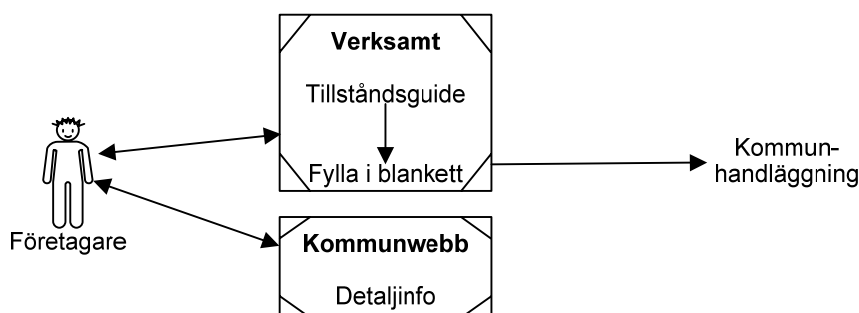 Verksamt
Tillståndsguide
Fylla i blankett
Kommun-
handläggning
Företagare
Kommunwebb
Detaljinfo